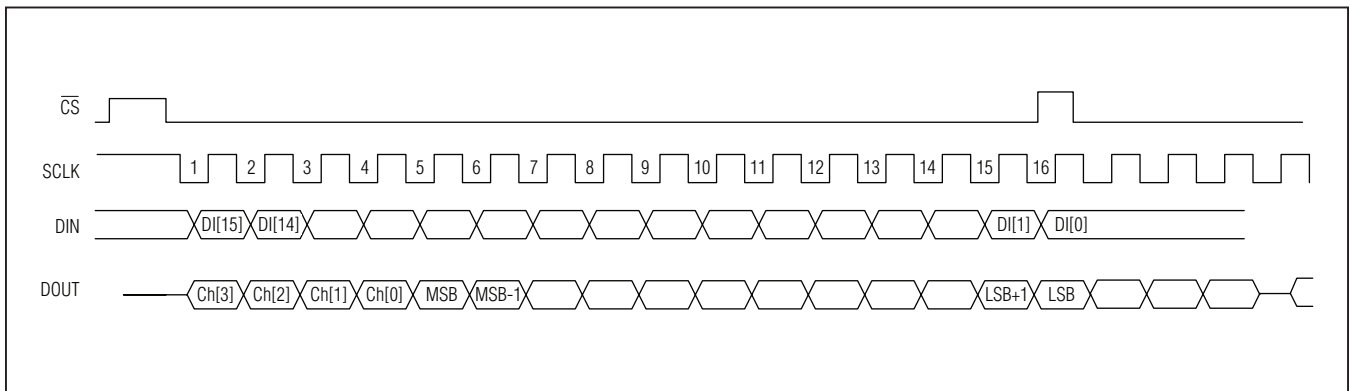 CS
SCLK 1 2 3 4 5 6 7 8 9 10 11 12 13 14 15 16
DIN DI[15] DI[14] DI[1] DI[0]
DOUT Ch[3] Ch[2] Ch[1] Ch[0] MSB MSB-1 LSB+1 LSB